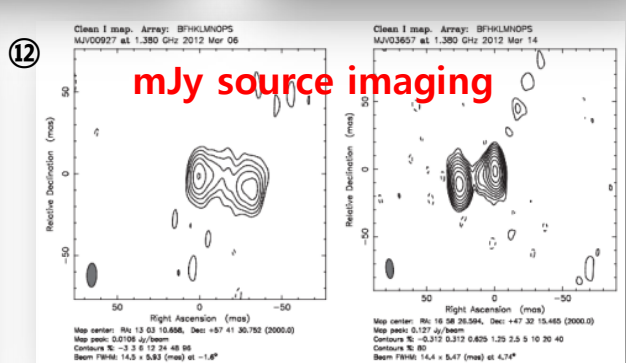 ⑫
Clean I map. Array: BFHKLMNOPS
MJV00927 at 1.380 GHz 2012 Mar 06
Clean I map. Array: BFHKLMNOPS
MJV03657 at 1.380 GHz 2012 Mar 14
mJy source imaging
Relative Declination (mas)
50
0
−50
50
0
−50
Right Ascension (mas)
Map center: RA: 13 03 10.658, Dec: +57 41 30.752 (2000.0)
Map peak: 0.0106 Jy/beam
Contours %: −3 3 6 12 24 48 96
Beam FWHM: 14.5 x 5.93 (mas) at −1.6°
Relative Declination (mas)
50
0
−50
50
0
−50
Right Ascension (mas)
Map center: RA: 16 58 26.594, Dec: +47 32 15.465 (2000.0)
Map peak: 0.127 Jy/beam
Contours %: −0.312 0.312 0.625 1.25 2.5 5 10 20 40
Contours %: 80
Beam FWHM: 14.4 x 5.47 (mas) at 4.74°